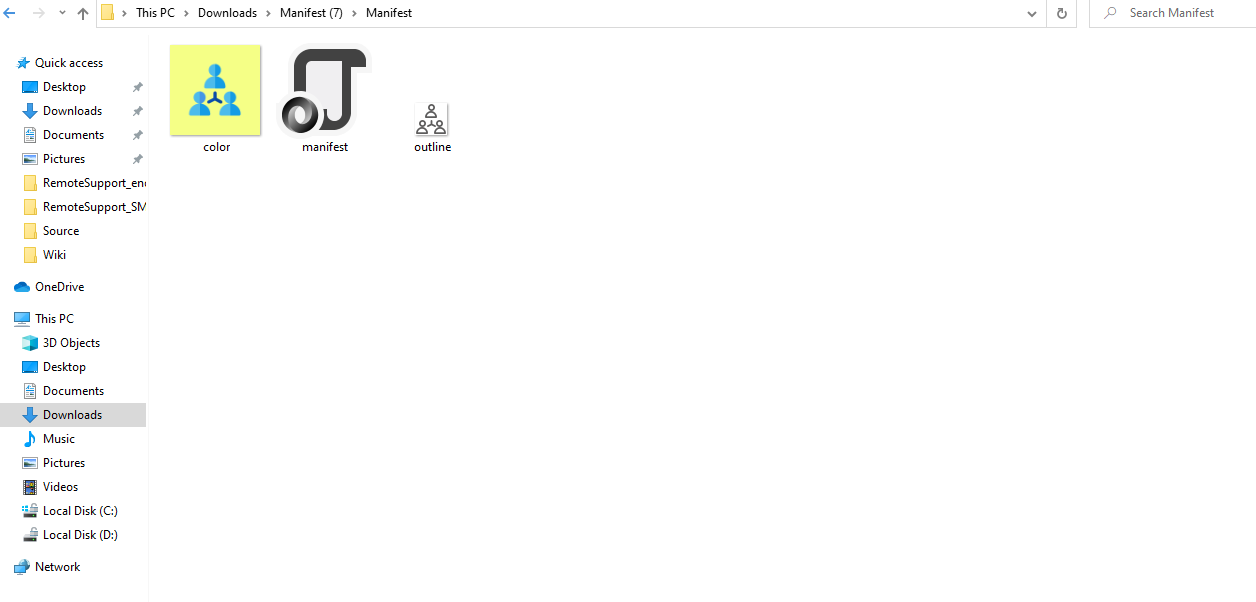 This PC > Downloads > Manifest (7) > Manifest
Search Manifest
Quick access
Desktop
Downloads
Documents
Pictures
RemoteSupport_en
RemoteSupport_SM
Source
Wiki
OneDrive
This PC
3D Objects
Desktop
Documents
Downloads
Music
Pictures
Videos
Local Disk (C:)
Local Disk (D:)
Network
color
manifest
outline